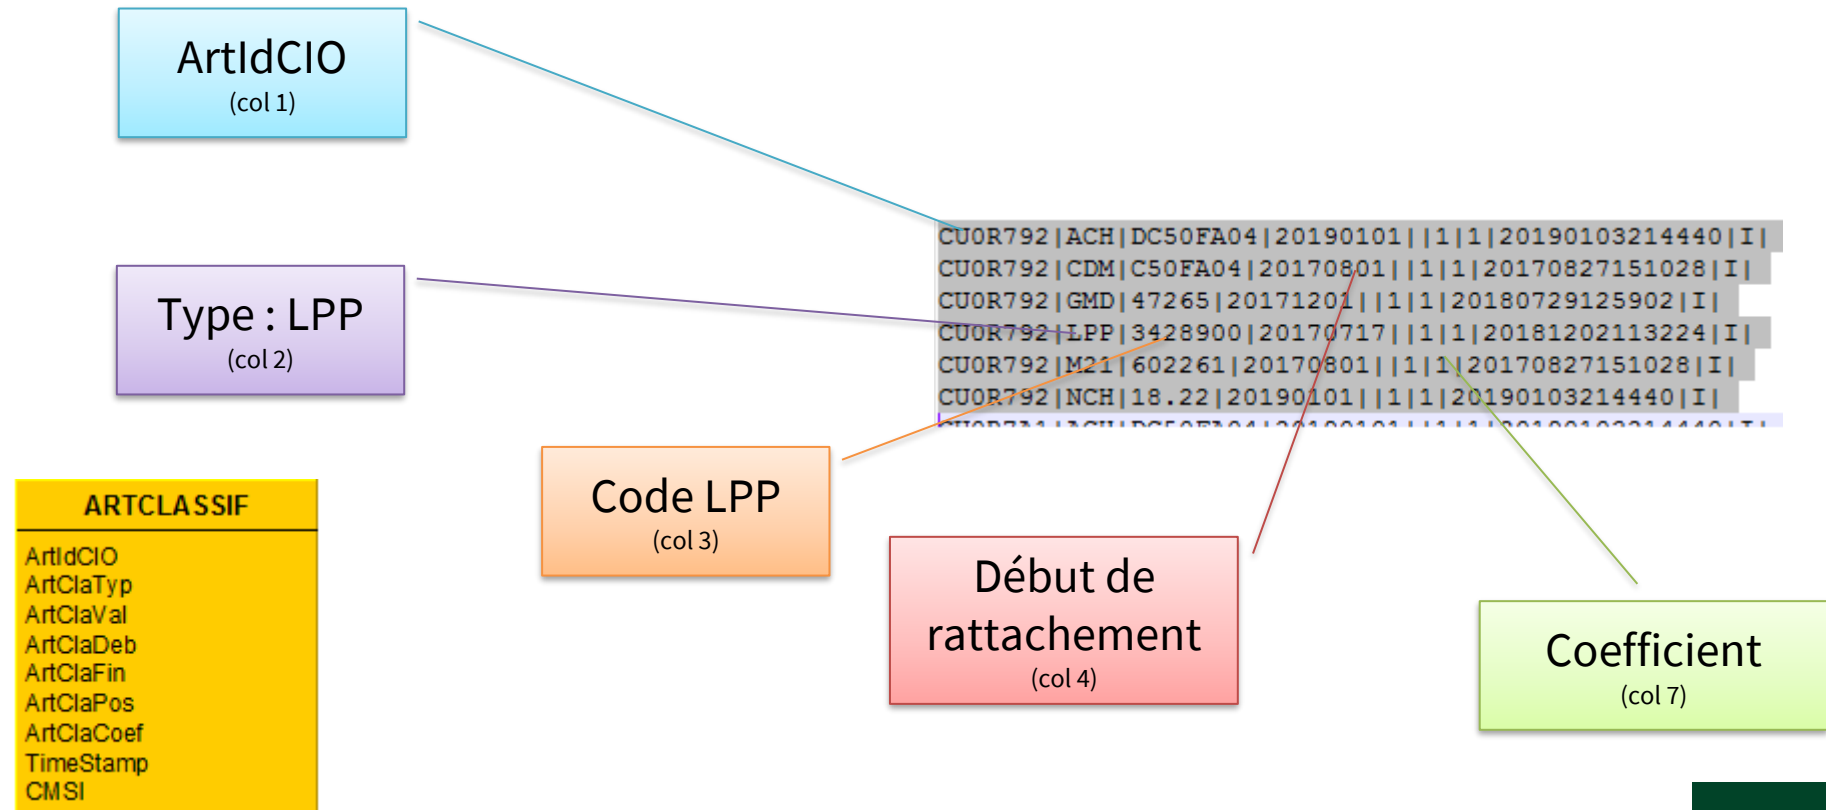 ArtIdCIO
(col 1)
CU0R792|ACH|DC50FA04|20190101||1|1|20190103214440|I|
CU0R792|CDM|C50FA04|20170801||1|1|20170827151028|I|
CU0R792|GMD|47265|20171201||1|1|20180729125902|I|
CU0R792|LPP|3428900|20170717||1|1|20181202113224|I|
CU0R792|M21|602261|20170801||1|1|20170827151028|I|
CU0R792|NCH|18.22|20190101||1|1|20190103214440|I|
Type : LPP
(col 2)
Code LPP
(col 3)
Début de
rattachement
(col 4)
Coefficient
(col 7)
ARTCLASSIF
ArtIdCIO
ArtClaTyp
ArtClaVal
ArtClaDeb
ArtClaFin
ArtClaPos
ArtClaCoef
TimeStamp
CMSI